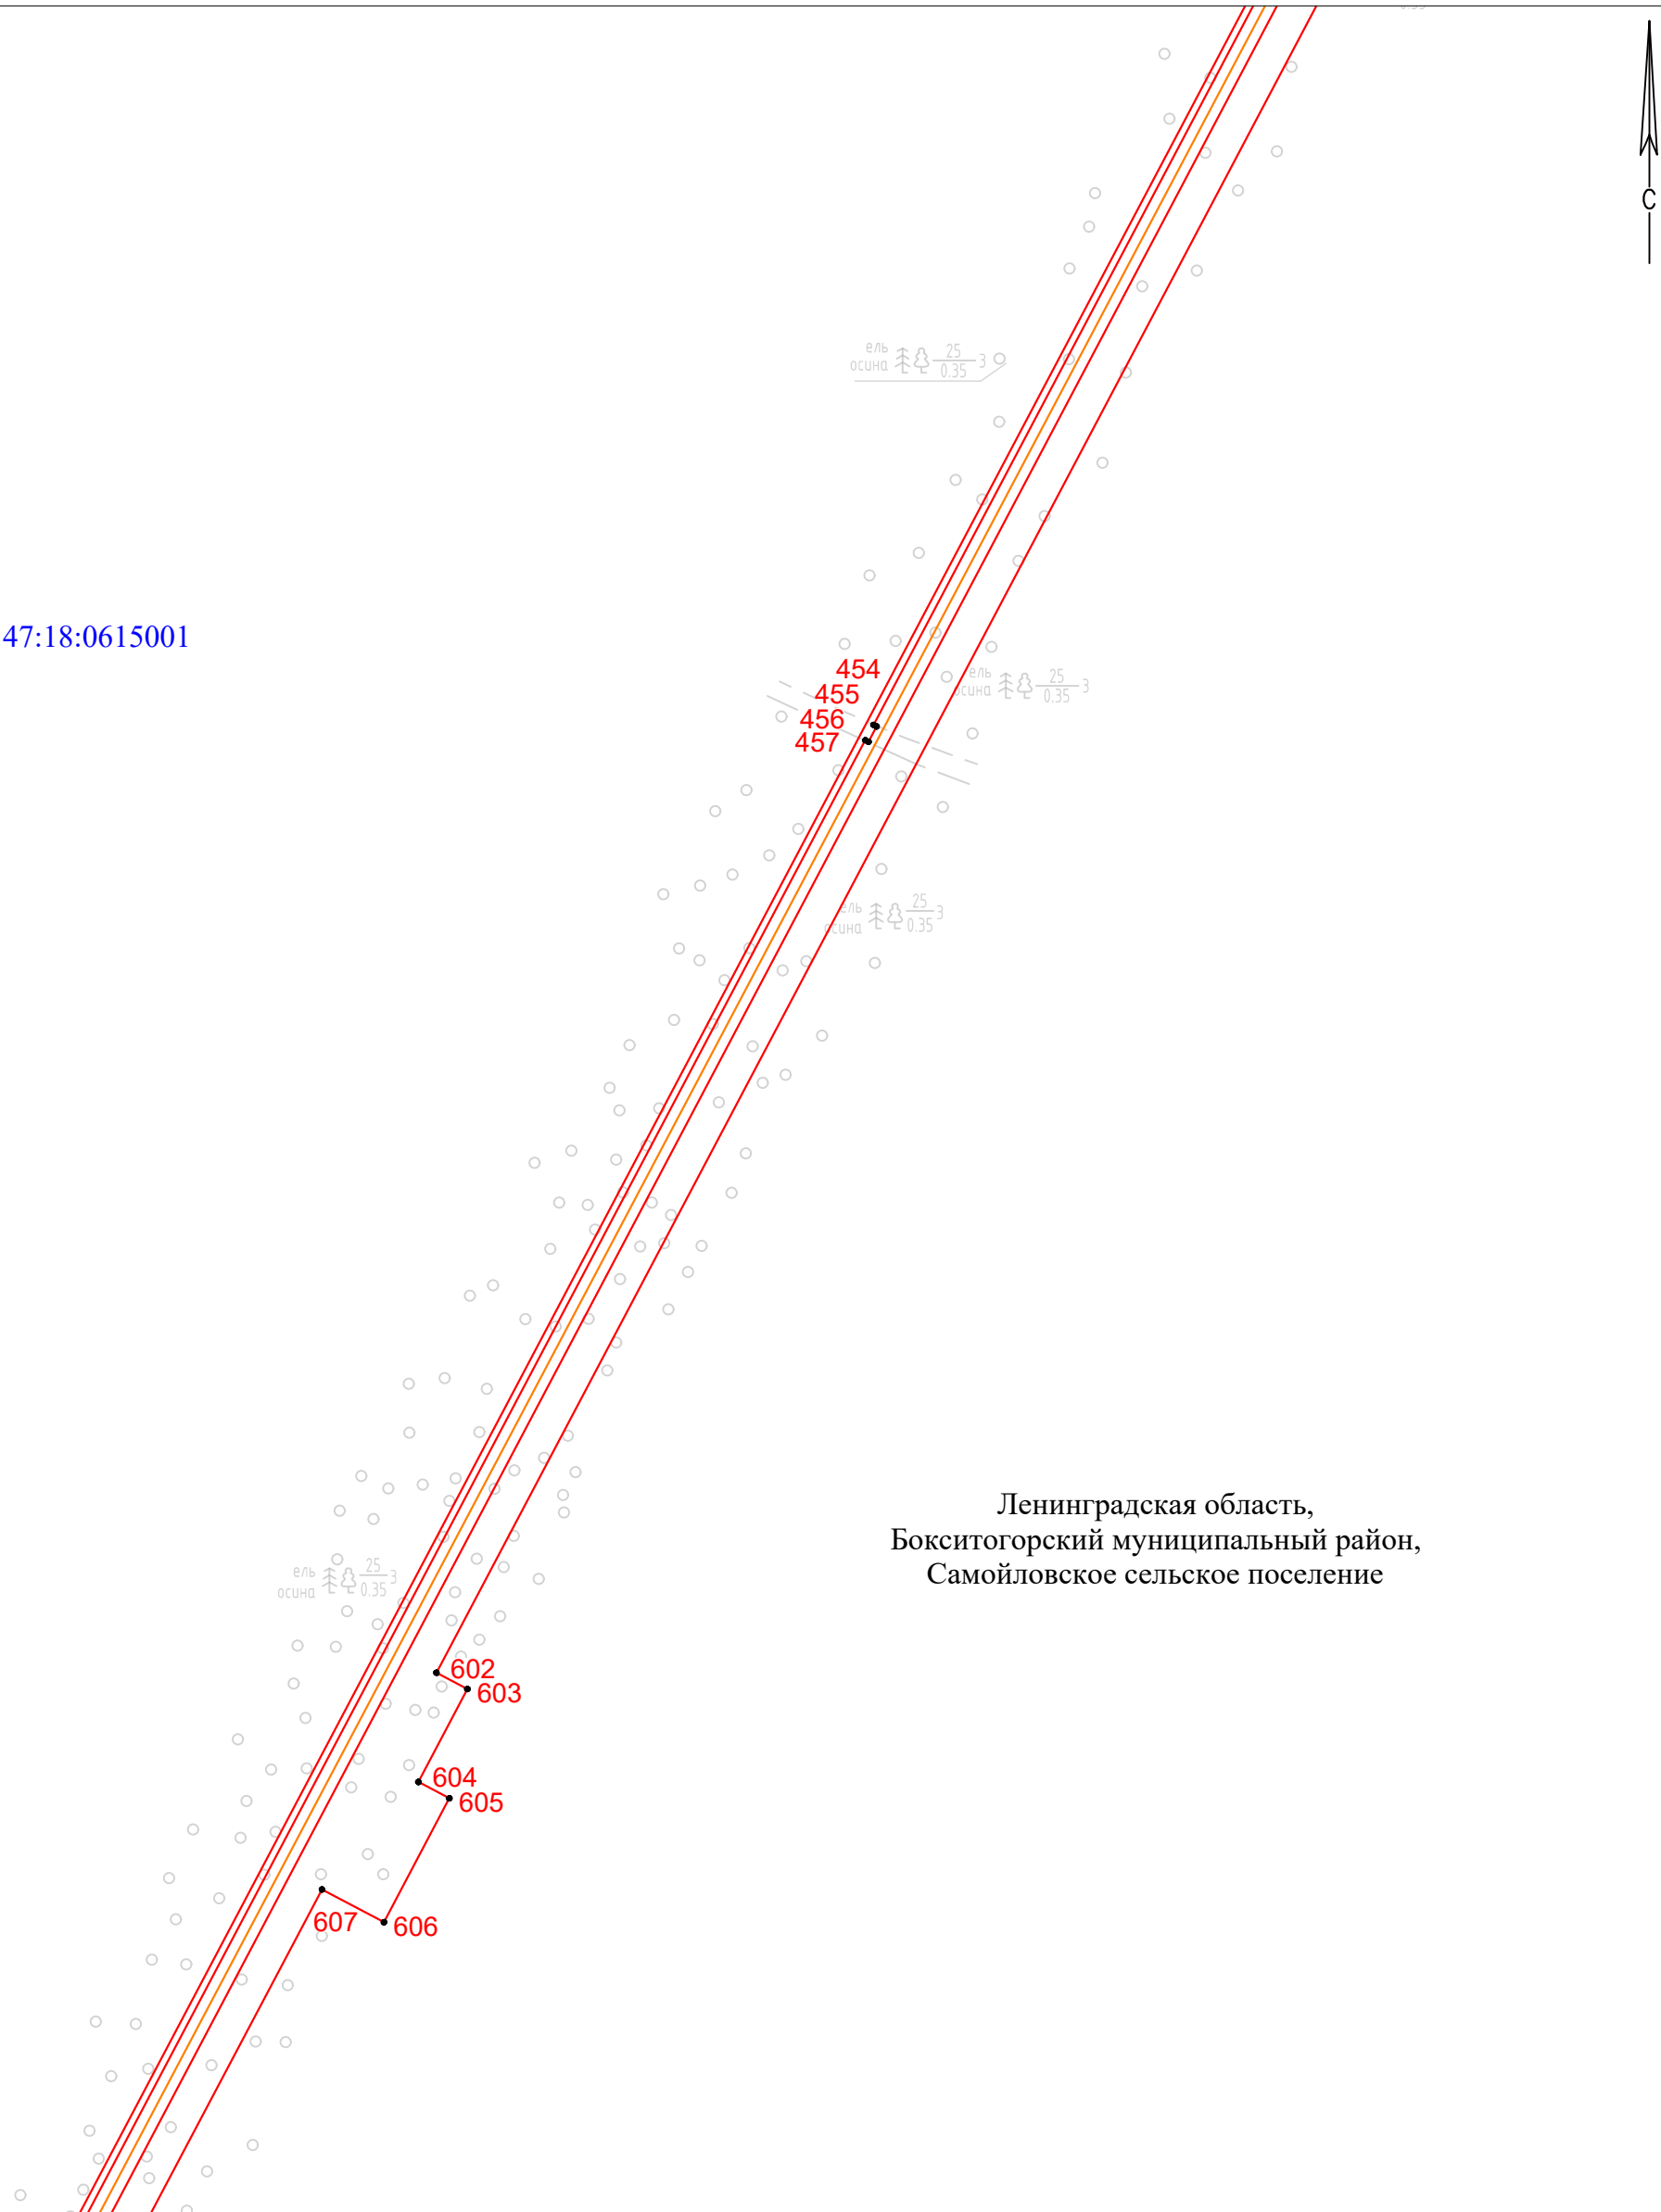 С
ель
осина
25
0.35
3
47:18:0615001
454
455
456
457
ель
осина
25
0.35
3
ель
осина
25
0.35
3
Ленинградская область,
Бокситогорский муниципальный район,
Самойловское сельское поселение
ель
осина
25
0.35
3
602
603
604
605
607
606